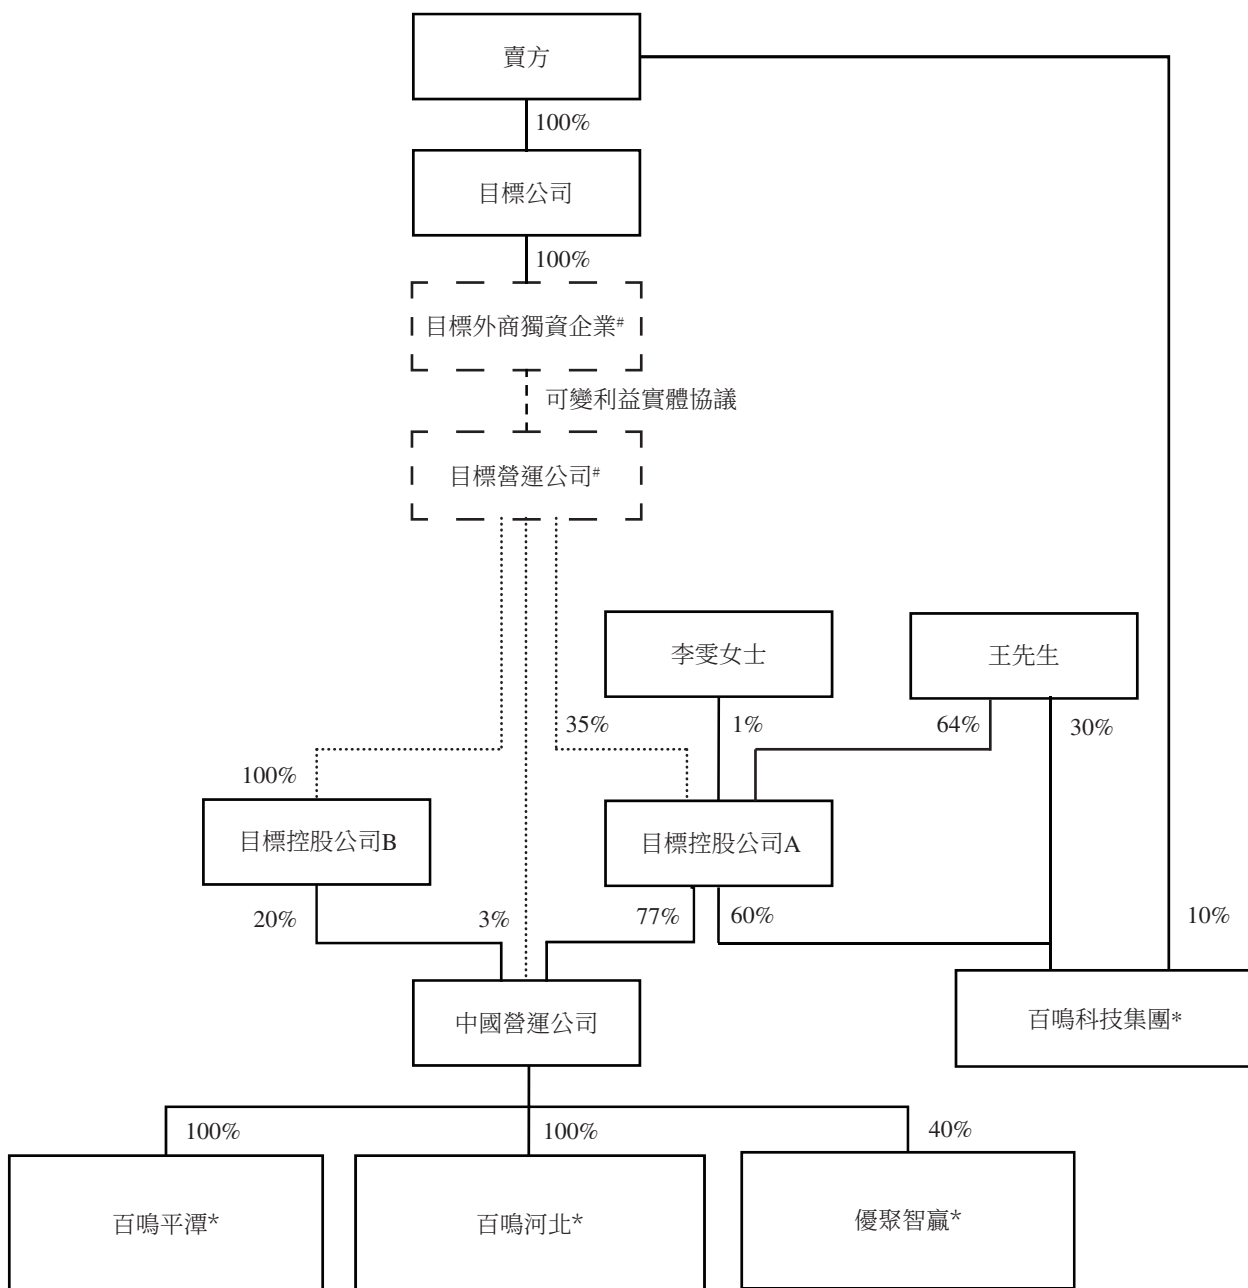 賣方
100%
目標公司
100%
目標外商獨資企業#
可變利益實體協議
目標營運公司#
李雯女士
王先生
35%
1%
64%
30%
100%
目標控股公司B
目標控股公司A
20%
3%
77%
60%
10%
中國營運公司
百鳴科技集團*
100%
100%
40%
百鳴平潭*
百鳴河北*
優聚智贏*